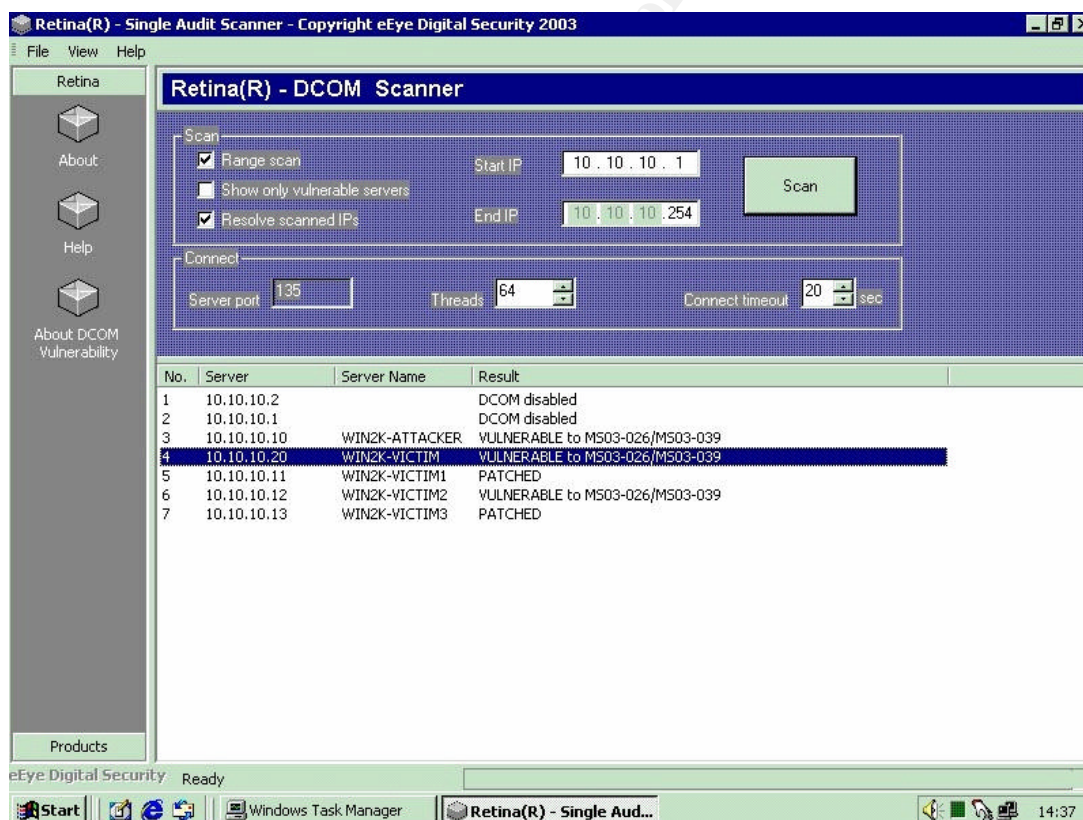 Retina(R) - Single Audit Scanner - Copyright eEye Digital Security 2003
File View Help
Retina
About
Help
About DCOM
Vulnerability
Products
Retina(R) - DCOM Scanner
Scan
Range scan
Show only vulnerable servers
Resolve scanned IPs
Start IP 10 . 10 . 10 . 1
End IP 10 . 10 . 10 .254
Scan
Connect
Server port 135
Threads 64
Connect timeout 20 sec
No. Server Server Name Result
1 10.10.10.2 DCOM disabled
2 10.10.10.1 DCOM disabled
3 10.10.10.10 WIN2K-ATTACKER VULNERABLE to MS03-026/MS03-039
4 10.10.10.20 WIN2K-VICTIM VULNERABLE to MS03-026/MS03-039
5 10.10.10.11 WIN2K-VICTIM1 PATCHED
6 10.10.10.12 WIN2K-VICTIM2 VULNERABLE to MS03-026/MS03-039
7 10.10.10.13 WIN2K-VICTIM3 PATCHED
eEye Digital Security Ready
Start Windows Task Manager Retina(R) - Single Aud... 14:37